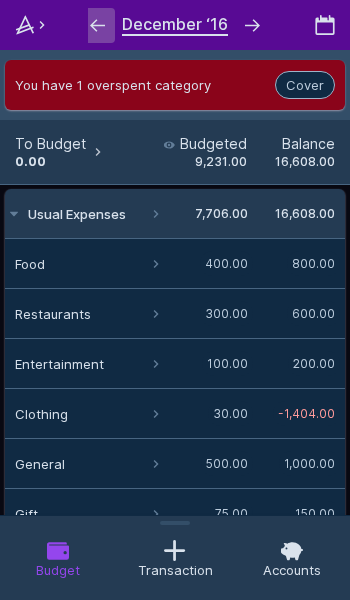 December ‘16
You have 1 overspent category Cover
To Budget Budgeted Balance
0.00 9,231.00 16,608.00
Usual Expenses 7,706.00 16,608.00
Food 400.00 800.00
Restaurants 300.00 600.00
Entertainment 100.00 200.00
Clothing 30.00 -1,404.00
General 500.00 1,000.00
Gift 75.00 150.00
Budget Transaction Accounts